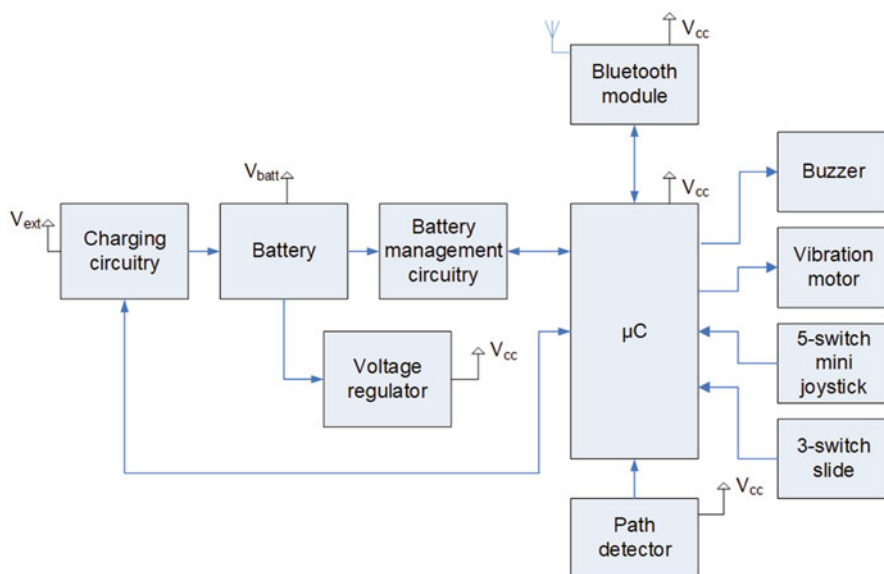 Vcc
Bluetooth
module
Vbatt
Vcc
Buzzer
Vext
Charging
circuitry
Battery
Battery
management
circuitry
Vibration
motor
µC
5-switch
mini
joystick
Voltage
regulator
Vcc
3-switch
slide
Vcc
Path
detector